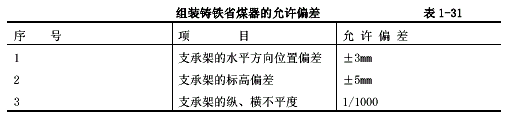 组装铸铁省煤器的允许偏差 表 1-31
序 号 项 目 允 许 偏 差
1 支承架的水平方向位置偏差 ±3mm
2 支承架的标高偏差 ±5mm
3 支承架的纵、横不平度 1/1000